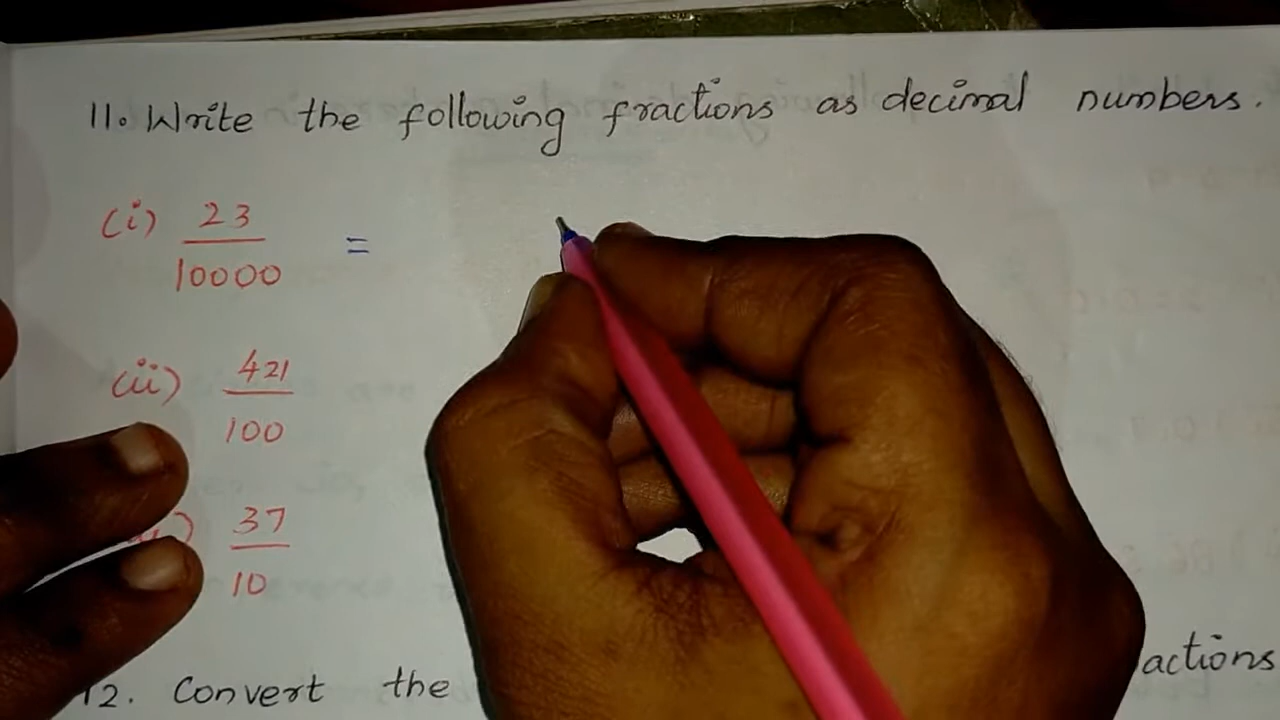 11. Write the following fractions as decimal numbers.
(i) 23/10000 =
(ii) 421/100
37/10
12. Convert the actions